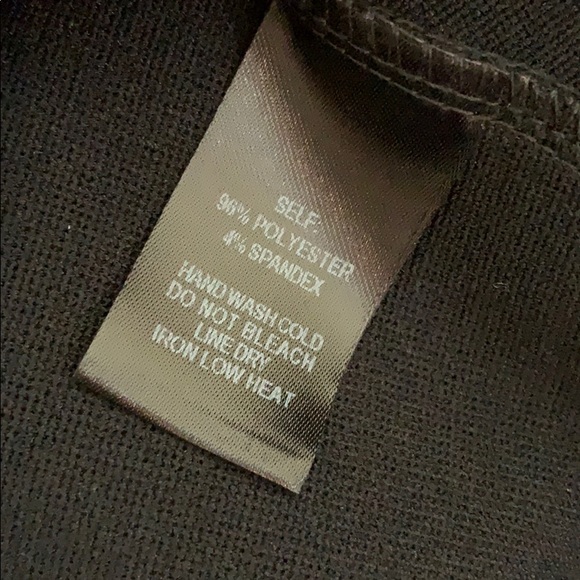 SELF:
96% POLYESTER
4% SPANDEX
HAND WASH COLD
DO NOT BLEACH
LINE DRY
IRON LOW HEAT